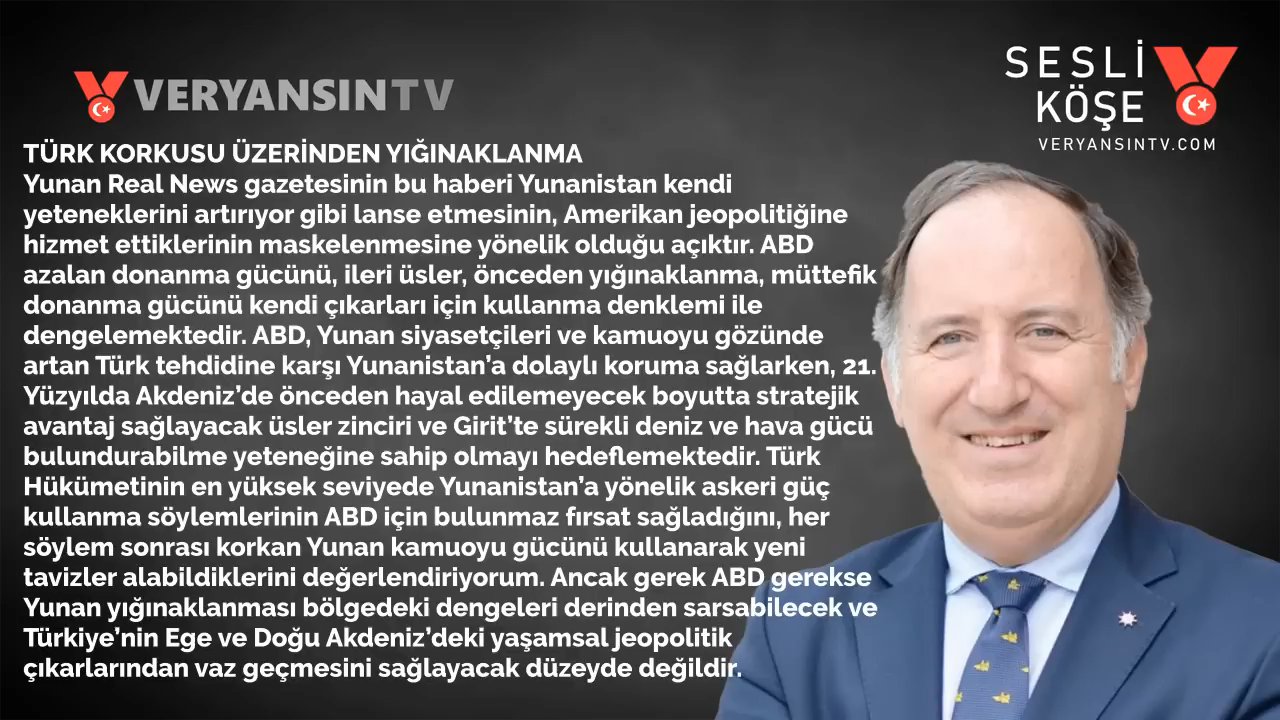 SESLİ
KÖŞE
VERYANSINTV.COM
VERYANSINTV
TÜRK KORKUSU ÜZERİNDEN YIĞINAKLANMA
Yunan Real News gazetesinin bu haberi Yunanistan kendi
yeteneklerini artırıyor gibi lanse etmesinin, Amerikan jeopolitiğine
hizmet ettiklerinin maskelenmesine yönelik olduğu açıktır. ABD
azalan donanma gücünü, ileri üsler, önceden yığınaklanma, müttefik
donanma gücünü kendi çıkarları için kullanma denklemi ile
dengelemektedir. ABD, Yunan siyasetçileri ve kamuoyu gözünde
artan Türk tehdidine karşı Yunanistan'a dolaylı koruma sağlarken, 21.
Yüzyılda Akdeniz'de önceden hayal edilemeyecek boyutta stratejik
avantaj sağlayacak üsler zinciri ve Girit'te sürekli deniz ve hava gücü
bulundurabilme yeteneğine sahip olmayı hedeflemektedir. Türk
Hükümetinin en yüksek seviyede Yunanistan'a yönelik askeri güç
kullanma söylemlerinin ABD için bulunmaz fırsat sağladığını, her
söylem sonrası korkan Yunan kamuoyu gücünü kullanarak yeni
tavizler alabildiklerini değerlendiriyorum. Ancak gerek ABD gerekse
Yunan yığınaklanması bölgedeki dengeleri derinden sarsabilecek ve
Türkiye'nin Ege ve Doğu Akdeniz'deki yaşamsal jeopolitik
çıkarlarından vaz geçmesini sağlayacak düzeyde değildir.